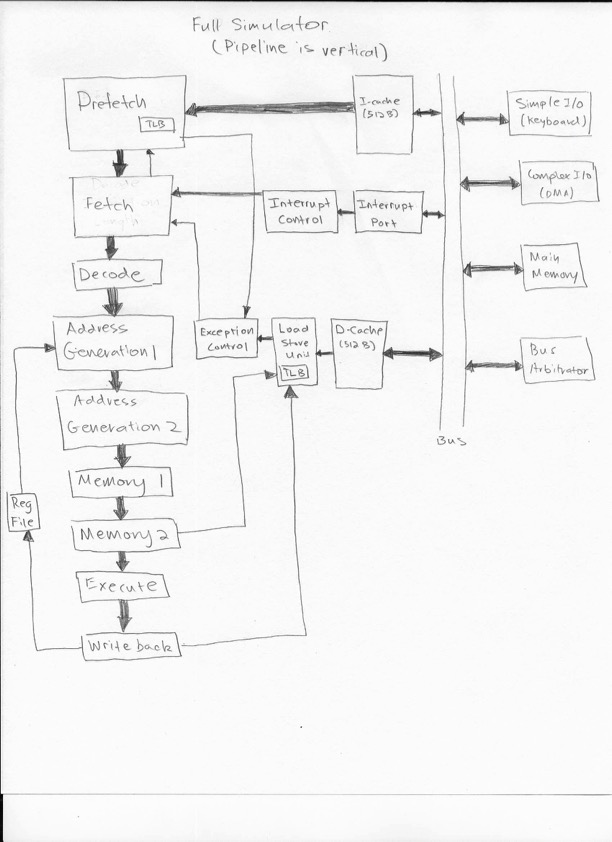 Full Simulator
(Pipeline is vertical)
Prefetch
TLB
I-cache
(512B)
Simple I/O
(Keyboard)
Complex I/O
(DMA)
Fetch
Interrupt
Control
Interrupt
Port
Decode
Main
Memory
Address
Generation 1
Exception
Control
Load
Store
Unit
TLB
D-Cache
(512B)
Bus
Arbitrator
Bus
Address
Generation 2
Memory 1
Reg
File
Memory 2
Execute
Write back